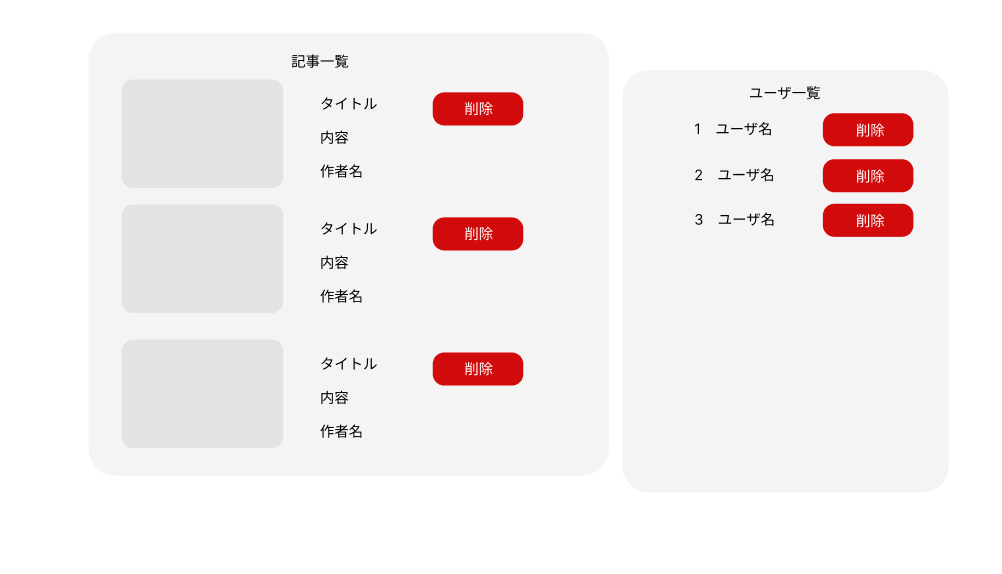 記事一覧
タイトル
削除
内容
作者名
タイトル
削除
内容
作者名
タイトル
削除
内容
作者名
ユーザ一覧
1 ユーザ名 削除
2 ユーザ名 削除
3 ユーザ名 削除